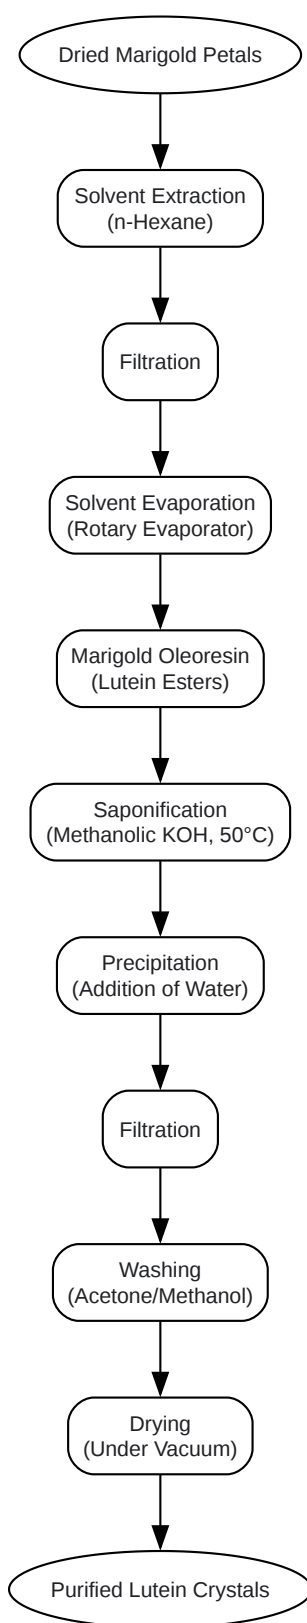 Dried Marigold Petals
Solvent Extraction
(n-Hexane)
Filtration
Solvent Evaporation
(Rotary Evaporator)
Marigold Oleoresin
(Lutein Esters)
Saponification
(Methanolic KOH, 50°C)
Precipitation
(Addition of Water)
Filtration
Washing
(Acetone/Methanol)
Drying
(Under Vacuum)
Purified Lutein Crystals